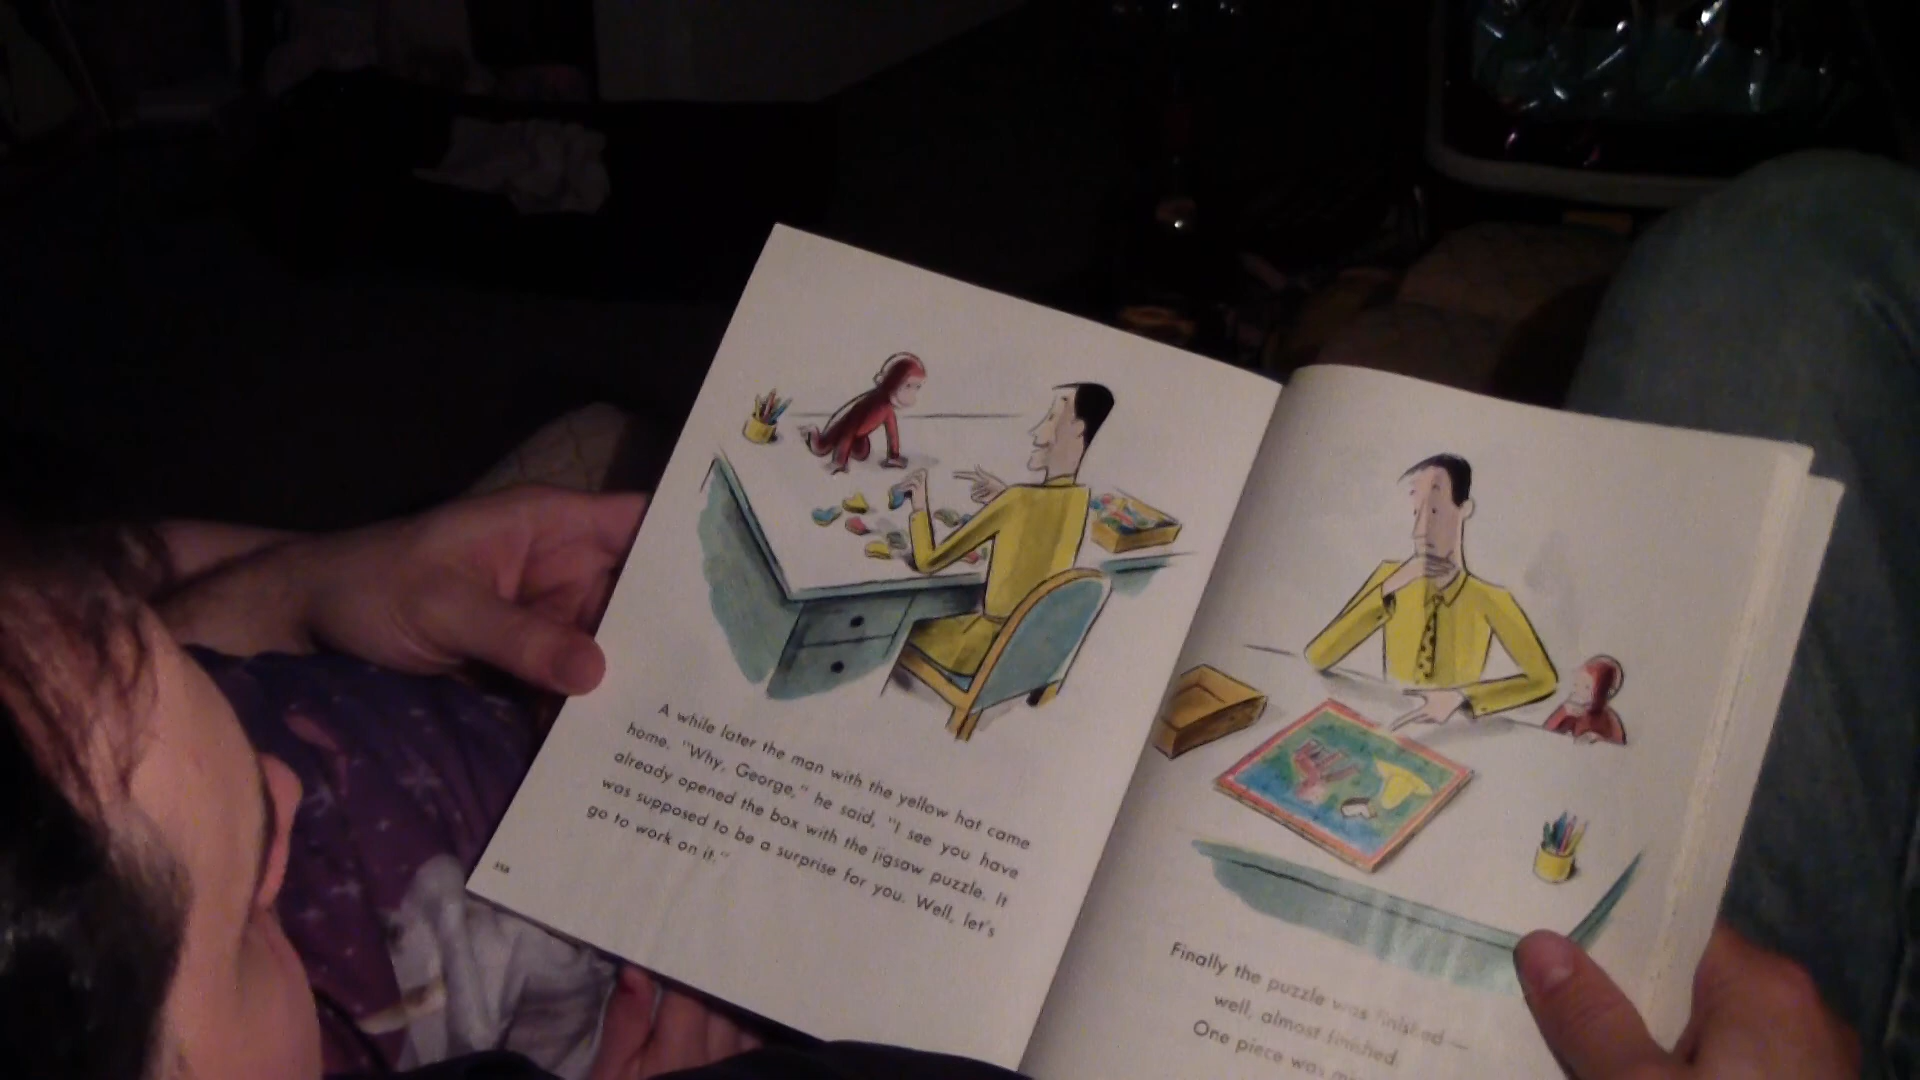 A while later the man with the yellow hat came
home. "Why, George," he said, "I see you have
already opened the box with the jigsaw puzzle. It
was supposed to be a surprise for you. Well, let's
go to work on it."
358
Finally the puzzle was finished —
well, almost finished.
One piece was